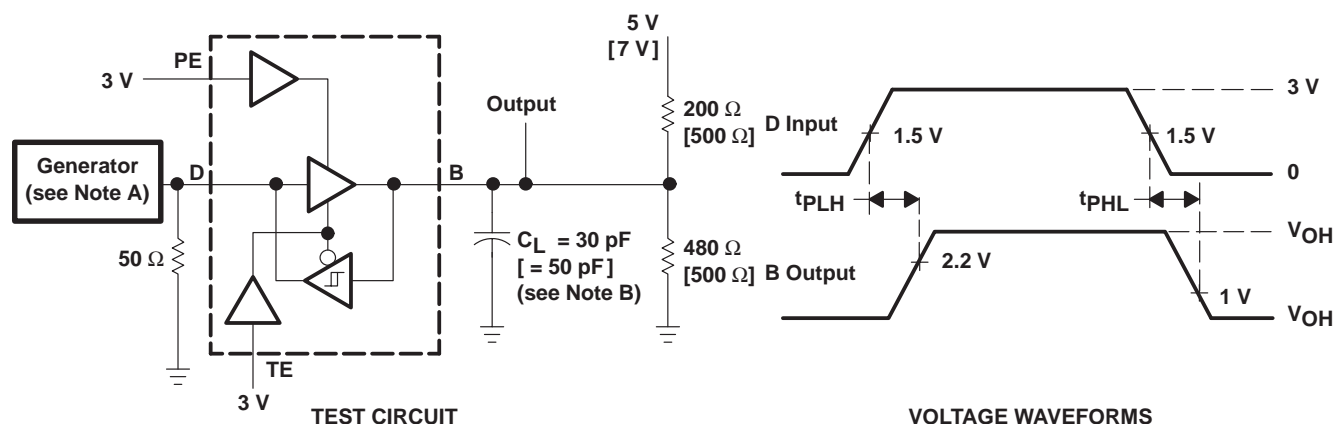 5 V
[7 V]
PE
3 V
Output
200 Ω
[500 Ω]
D Input
3 V
1.5 V
1.5 V
0
Generator
(see Note A)
D
B
tPLH
tPHL
50 Ω
CL = 30 pF
[ = 50 pF]
(see Note B)
480 Ω
[500 Ω]
B Output
VOH
2.2 V
1 V
VOH
TE
3 V
TEST CIRCUIT
VOLTAGE WAVEFORMS